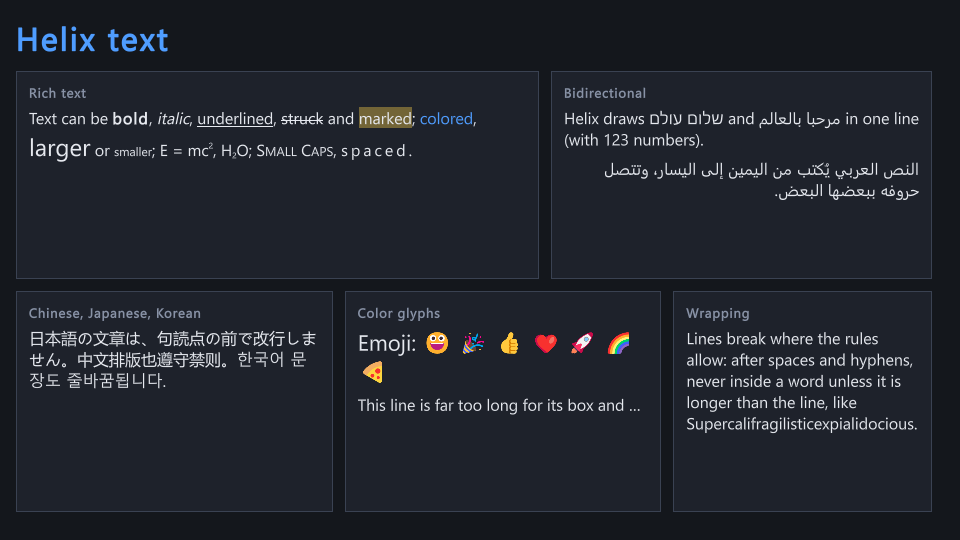 Helix text
Rich text
Text can be bold, italic, underlined, struck and marked; colored,
larger or smaller; E = mc², H₂O; SMALL CAPS, spaced.
Bidirectional
Helix draws שלום עולם and مرحبا بالعالم in one line
(with 123 numbers).
النص العربي يُكتب من اليمين إلى اليسار، وتتصل
حروفه ببعضها البعض.
Chinese, Japanese, Korean
日本語の文章は、句読点の前で改行しま
せん。中文排版也遵守禁则。한국어 문
장도 줄바꿈됩니다.
Color glyphs
Emoji: 😀 🎉 👍 ❤️ 🚀 🌈
🍕
This line is far too long for its box and ...
Wrapping
Lines break where the rules
allow: after spaces and hyphens,
never inside a word unless it is
longer than the line, like
Supercalifragilisticexpialidocious.